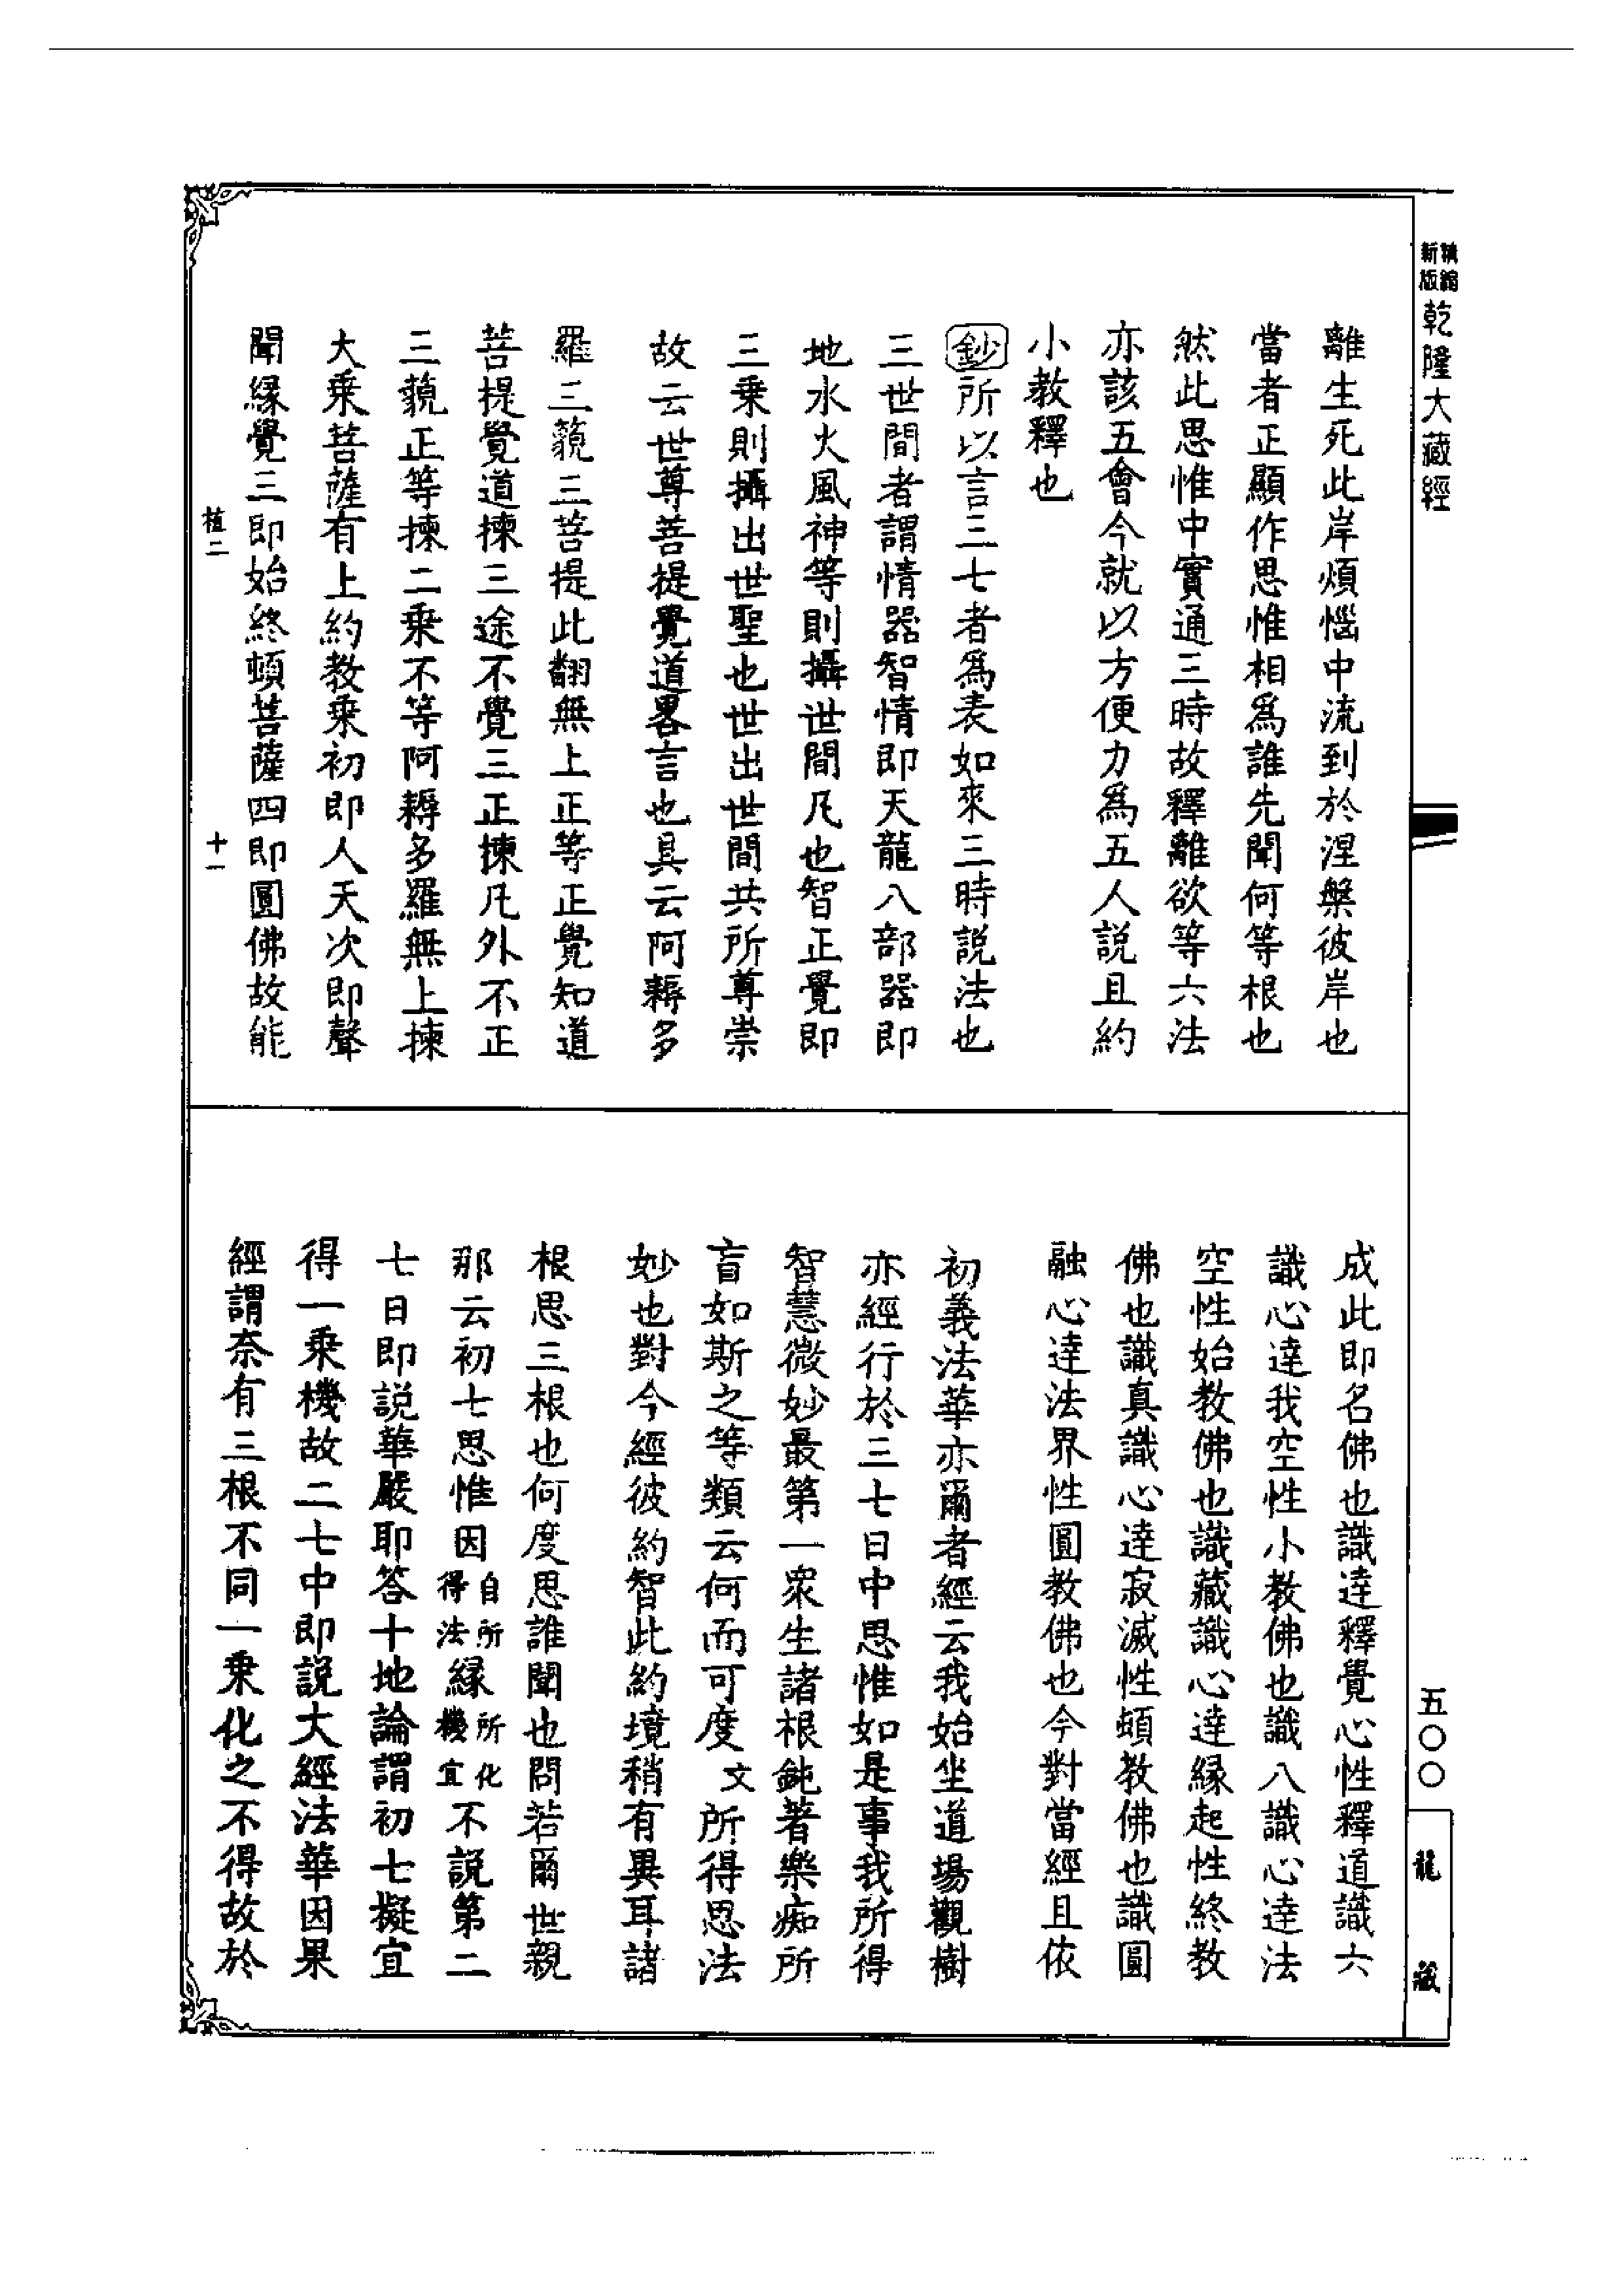 精縮新版乾隆大藏經
離生死此岸煩惱中流到於涅槃彼岸也
當者正顯作思惟相爲誰先聞何等根也
然此思惟中實通三時故釋離欲等六法
亦該五會今就以方便力爲五人説且約
小教釋也
鈔所以言三七者爲表如來三時説法也
三世間者謂情器智情即天龍八部器即
地水火風神等則攝世間凡也智正覺即
三乗則攝出世聖也世出世間共所尊崇
故云世尊菩提覺道畧言也具云阿耨多
羅三藐三菩提此翻無上正等正覺知道
菩提覺道揀三途不覺三正揀凡外不正
三藐正等揀二乗不等阿耨多羅無上揀
大乗菩薩有上約教乗初即人天次即聲
聞緣覺三即始終頓菩薩四即圓佛故能
植二
十一
成此即名佛也識達釋覺心性釋道識六
識心達我空性小教佛也識八識心達法
空性始教佛也識藏識心達緣起性終教
佛也識真識心達寂滅性頓教佛也識圓
融心達法界性圓教佛也今對當經且依
初義法華亦爾者經云我始坐道場觀樹
亦經行於三七日中思惟如是事我所得
智慧微妙最第一衆生諸根鈍著樂痴所
盲如斯之等類云何而可度文所得思法
妙也對今經彼約智此約境稍有異耳諸
根思三根也何度思誰聞也問若爾世親
那云初七思惟因自所得法緣所化機宜不説第二
七日即説華嚴耶答十地論謂初七擬宜
得一乗機故二七中即説大經法華因果
經謂奈有三根不同一乗化之不得故於
五〇〇
龍藏